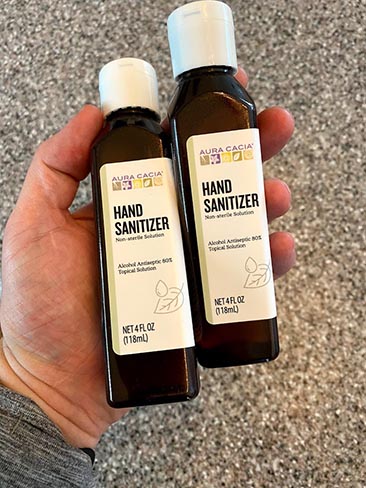 AURA CACIA®
HAND
SANITIZER
Non-sterile Solution
Alcohol Antiseptic 80%
Topical Solution
NET 4 FL OZ
(118mL)
AURA CACIA®
HAND
SANITIZER
Non-sterile Solution
Alcohol Antiseptic 80%
Topical Solution
NET 4 FL OZ
(118mL)